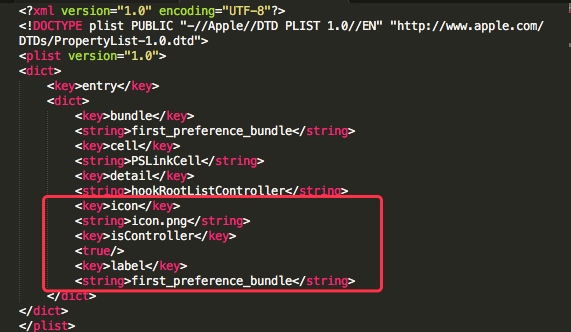 <?xml version="1.0" encoding="UTF-8"?>
<!DOCTYPE plist PUBLIC "-//Apple//DTD PLIST 1.0//EN" "http://www.apple.com/
DTDs/PropertyList-1.0.dtd">
<plist version="1.0">
<dict>
<key>entry</key>
<dict>
<key>bundle</key>
<string>first_preference_bundle</string>
<key>cell</key>
<string>PSLinkCell</string>
<key>detail</key>
<string>hookRootListController</string>
<key>icon</key>
<string>icon.png</string>
<key>isController</key>
<true/>
<key>label</key>
<string>first_preference_bundle</string>
</dict>
</dict>
</plist>